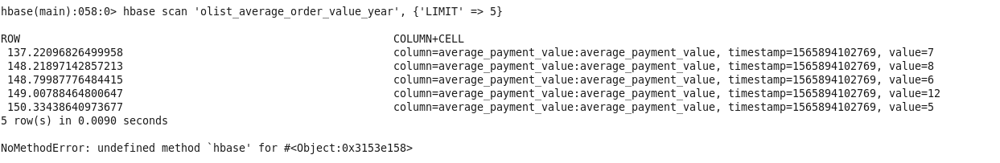 hbase(main):058:0> hbase scan 'olist_average_order_value_year', {'LIMIT' => 5}
ROW COLUMN+CELL
137.22096826499958 column=average_payment_value:average_payment_value, timestamp=1565894102769, value=7
148.21897142857213 column=average_payment_value:average_payment_value, timestamp=1565894102769, value=8
148.79987776484415 column=average_payment_value:average_payment_value, timestamp=1565894102769, value=6
149.00788464800647 column=average_payment_value:average_payment_value, timestamp=1565894102769, value=12
150.33438640973677 column=average_payment_value:average_payment_value, timestamp=1565894102769, value=5
5 row(s) in 0.0090 seconds
NoMethodError: undefined method `hbase' for #<Object:0x3153e158>